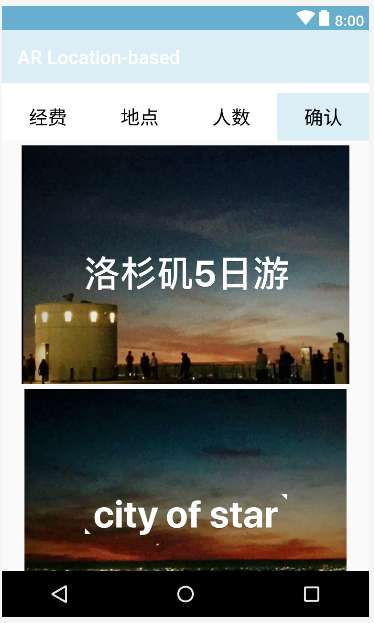 8:00
AR Location-based
经费 地点 人数 确认
洛杉矶5日游
city of star